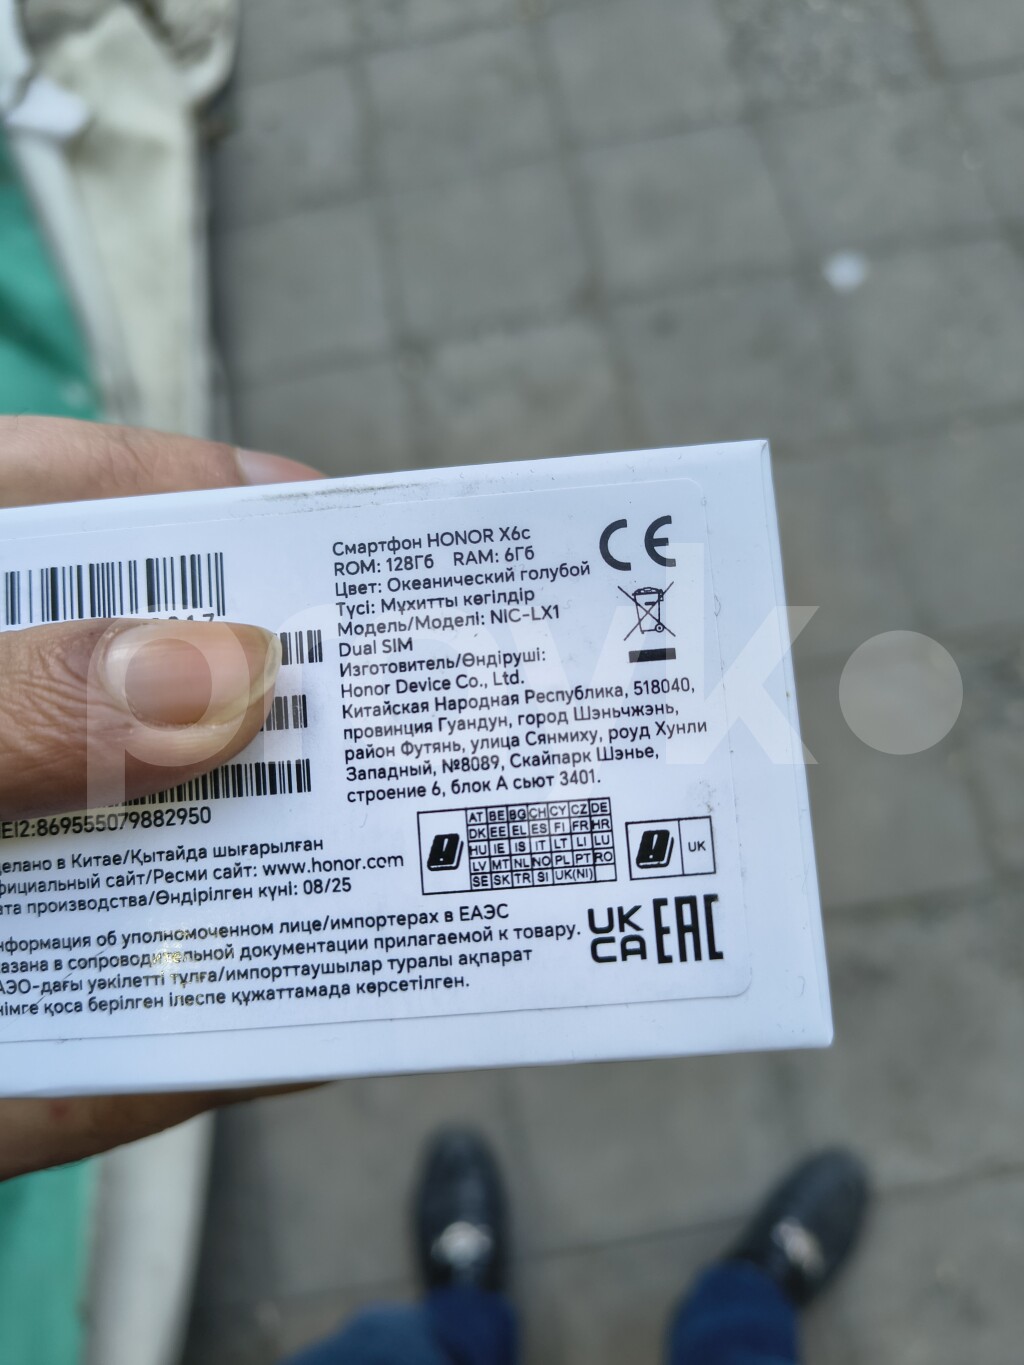 Смартфон HONOR X6c
ROM: 128Гб RAM: 6Гб
Цвет: Океанический голубой
Түсі: Мұхитты көгілдір
Модель/Моделі: NIC-LX1
Dual SIM
Изготовитель/Өндіруші:
Honor Device Co., Ltd.
Китайская Народная Республика, 518040,
провинция Гуандун, город Шэньчжэнь,
район Футянь, улица Сянмиху, роуд Хунли
Западный, №8089, Скайпарк Шэнье,
строение 6, блок А сьют 3401.
CE
EI2:869555079882950
делано в Китае/Қытайда шығарылған
фициальный сайт/Ресми сайт: www.honor.com
ата производства/Өндірілген күні: 08/25
нформация об уполномоченном лице/импортерах в ЕАЭС
казана в сопроводительной документации прилагаемой к товару.
АЭО-дағы уәкілетті тұлға/импорттаушылар туралы ақпарат
німге қоса берілген ілеспе құжаттамада көрсетілген.
AT BE BG CH CY CZ DE
DK EE EL ES FI FR HR
HU IE IS IT LT LI LU
LV MT NL NO PL PT RO
SE SK TR SI UK(NI)
UK
UK
CA
EAC